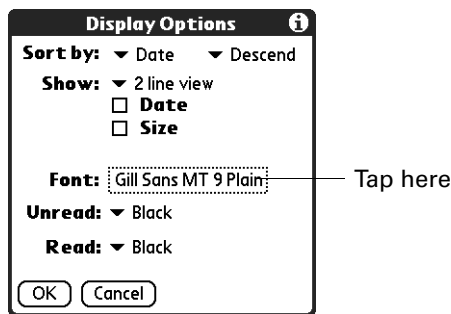 Display Options i
Sort by: Date Descend
Show: 2 line view
Date
Size
Font: Gill Sans MT 9 Plain Tap here
Unread: Black
Read: Black
OK Cancel